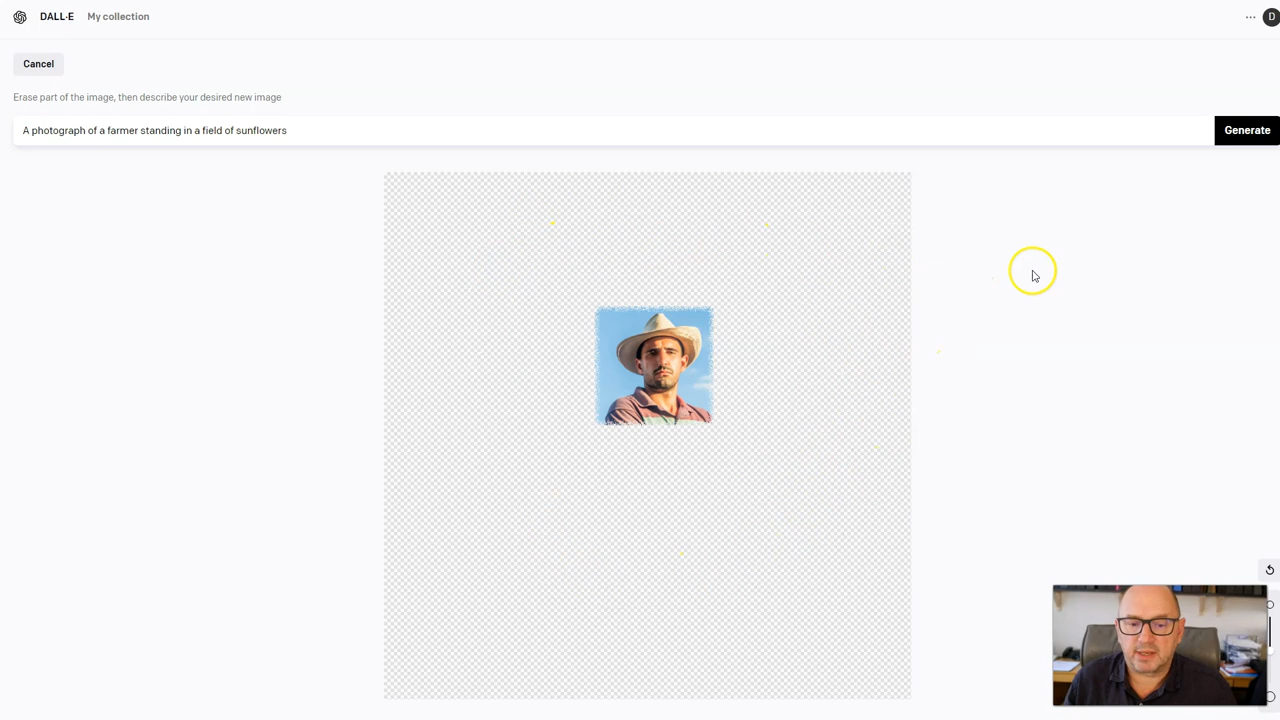 DALL·E My collection ··· D
Cancel
Erase part of the image, then describe your desired new image
A photograph of a farmer standing in a field of sunflowers Generate